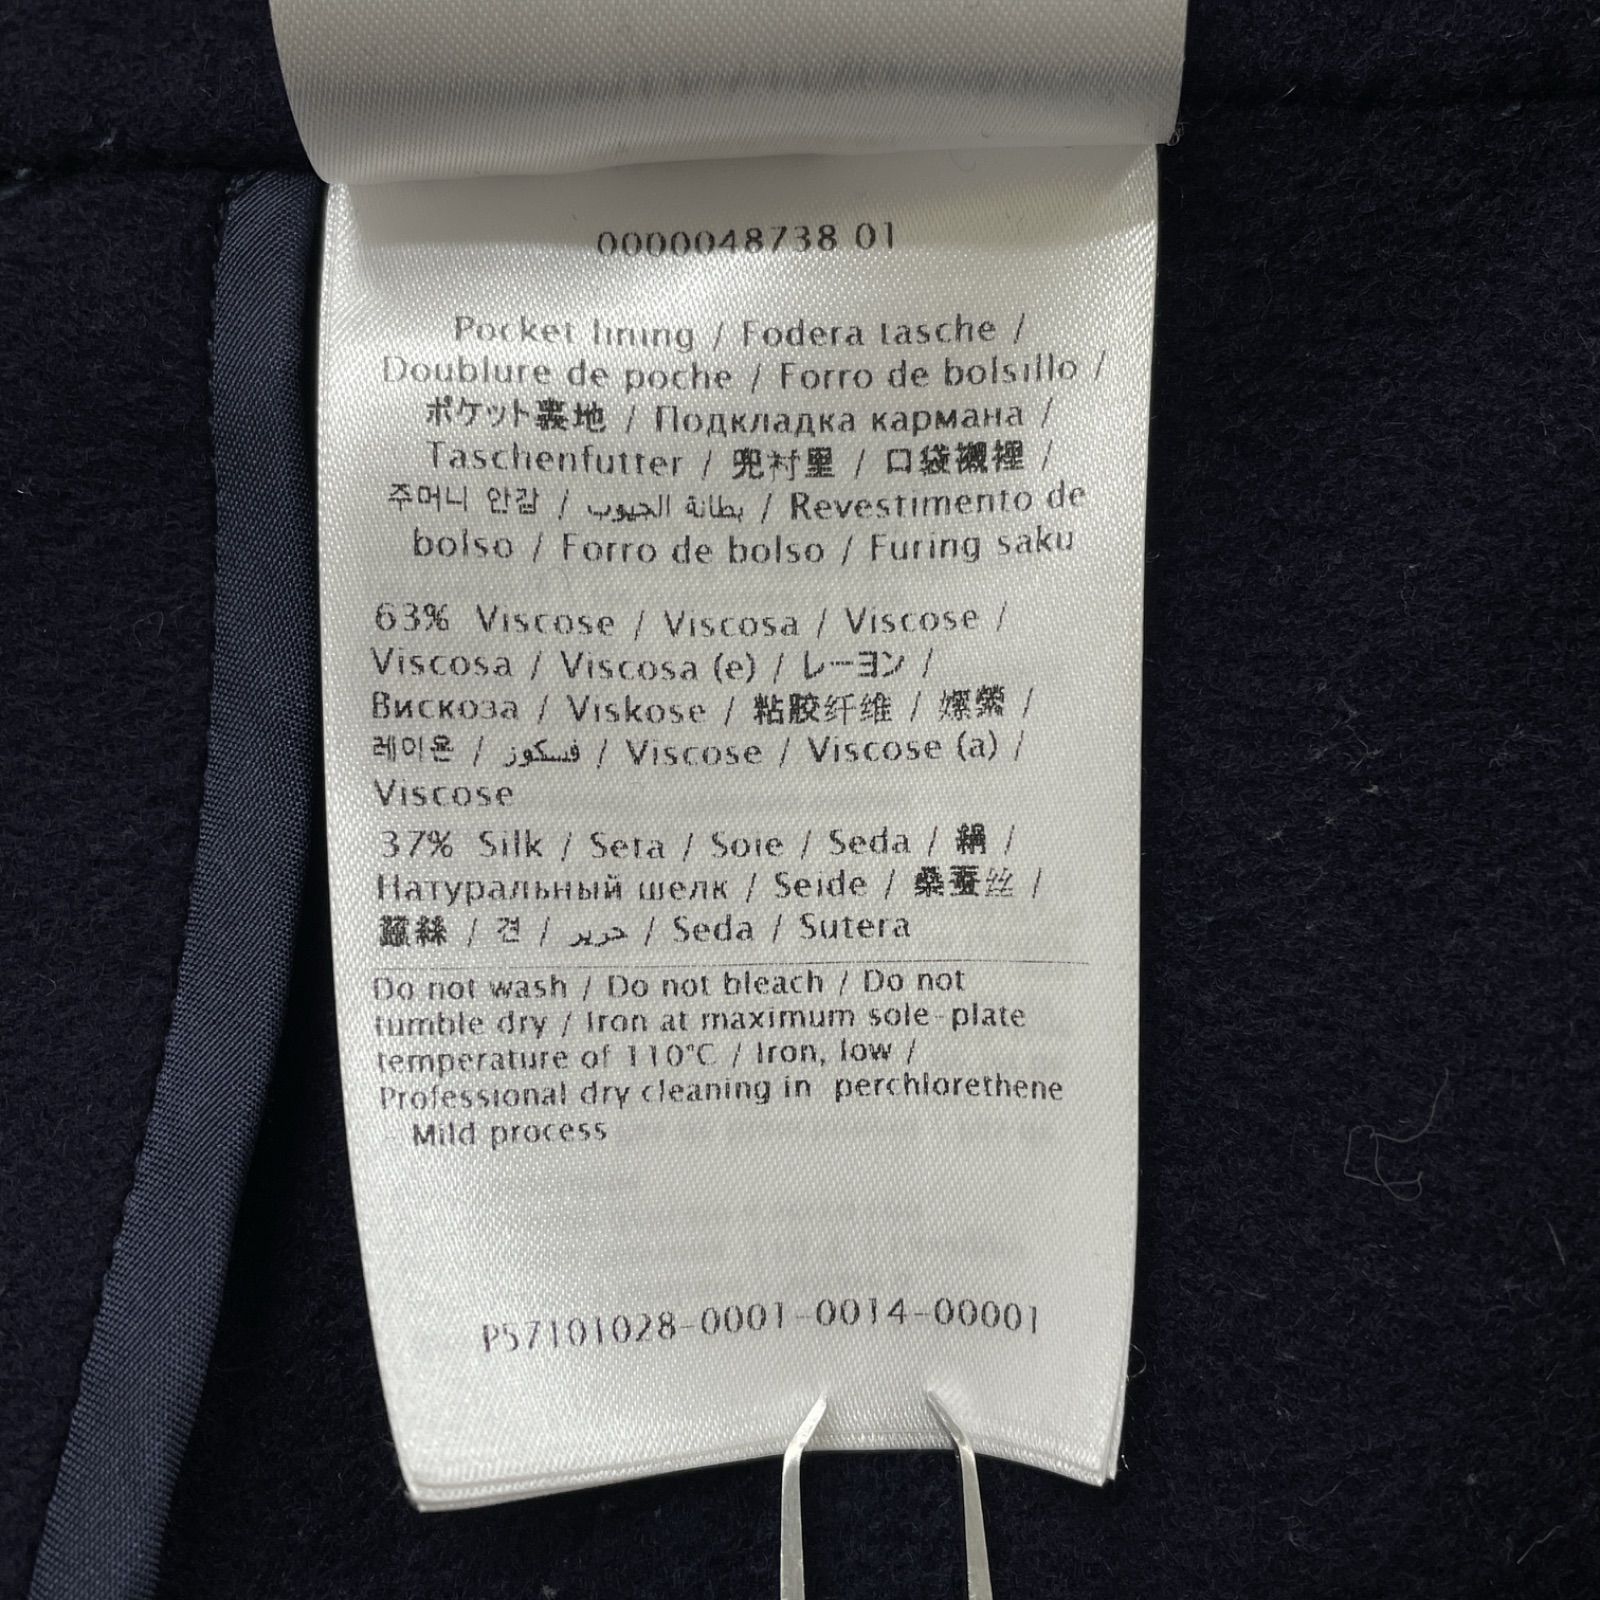 0000048738 01
Pocket lining / Fodera tasche /
Doublure de poche / Forro de bolsillo /
ポケット裏地 / Подкладка кармана /
Taschenfutter / 兜衬里 / 口袋襯裡 /
주머니 안감 / بطانة الجيوب / Revestimento de
bolso / Forro de bolso / Furing saku
63% Viscose / Viscosa / Viscose /
Viscosa / Viscosa (e) / レーヨン /
Вискоза / Viskose / 粘胶纤维 / 嫘縈 /
레이온 / فسكوز / Viscose / Viscose (a) /
Viscose
37% Silk / Seta / Soie / Seda / 絹 /
Натуральный шелк / Seide / 桑蚕丝 /
蠶絲 / 견 / حرير / Seda / Sutera
Do not wash / Do not bleach / Do not
tumble dry / Iron at maximum sole-plate
temperature of 110°C / Iron, low /
Professional dry cleaning in perchlorethene
- Mild process
P57101028-0001-0014-00001